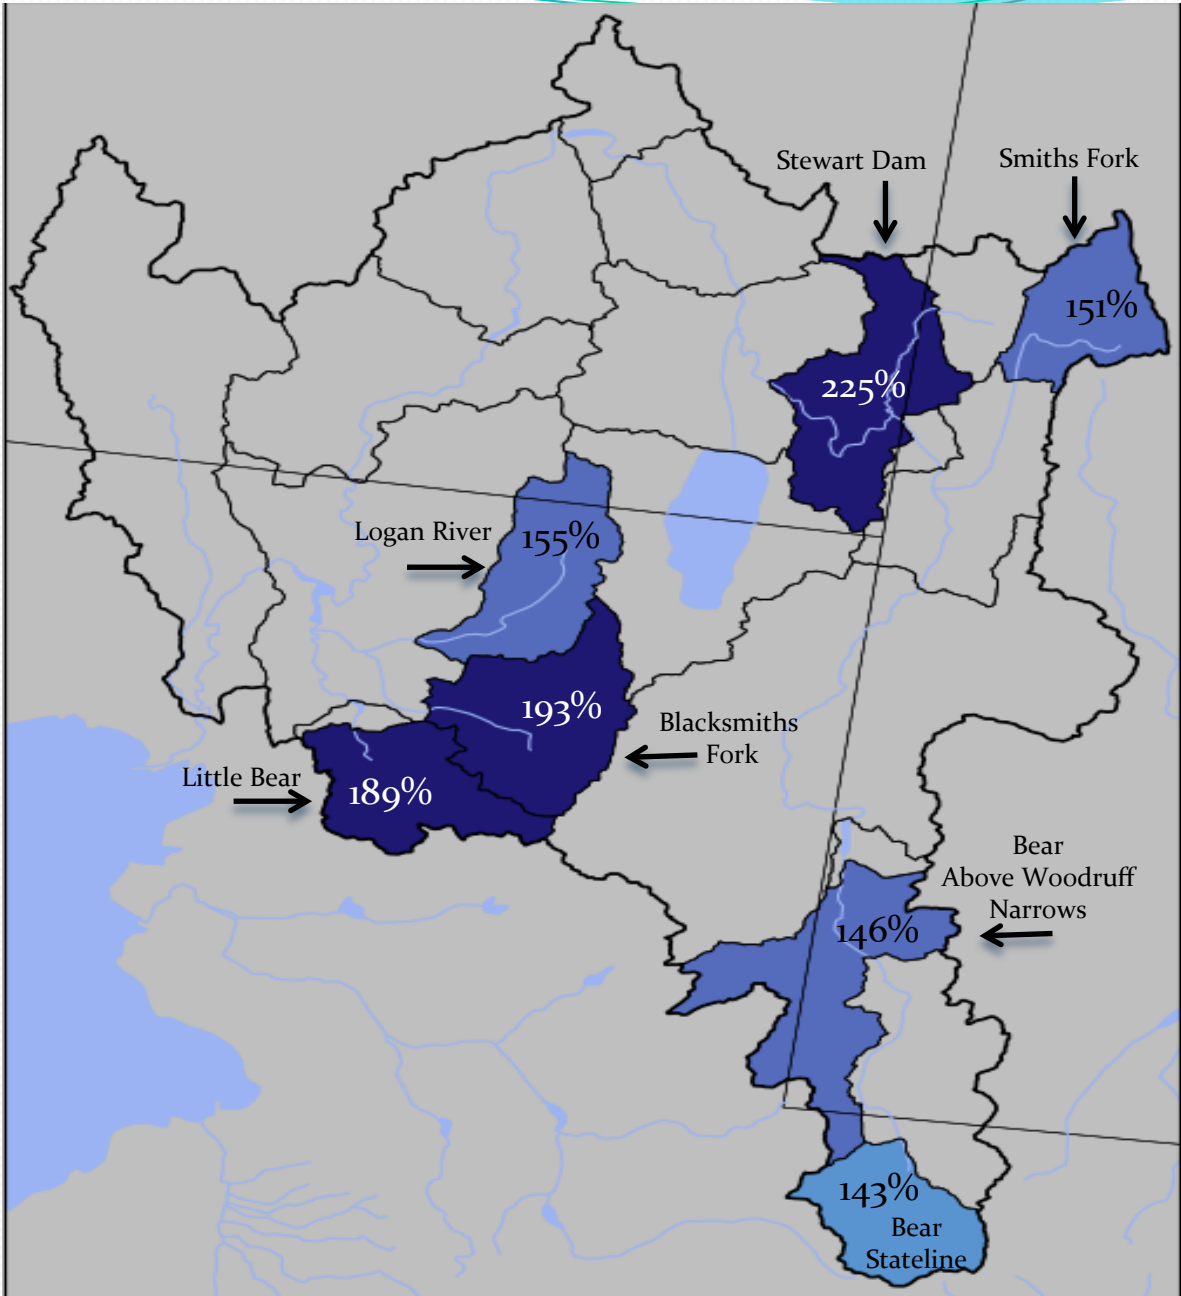 Stewart Dam
Smiths Fork
151%
225%
Logan River
155%
193%
Blacksmiths
Fork
Little Bear
189%
Bear
Above Woodruff
Narrows
146%
143%
Bear
Stateline